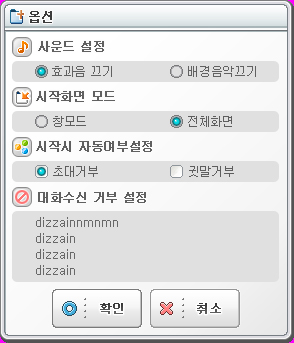 옵션
사운드 설정
효과음 끄기 배경음악끄기
시작화면 모드
창모드 전체화면
시작시 자동여부설정
초대거부 귓말거부
대화수신 거부 설정
dizzainnmnmn
dizzain
dizzain
dizzain
확인 취소